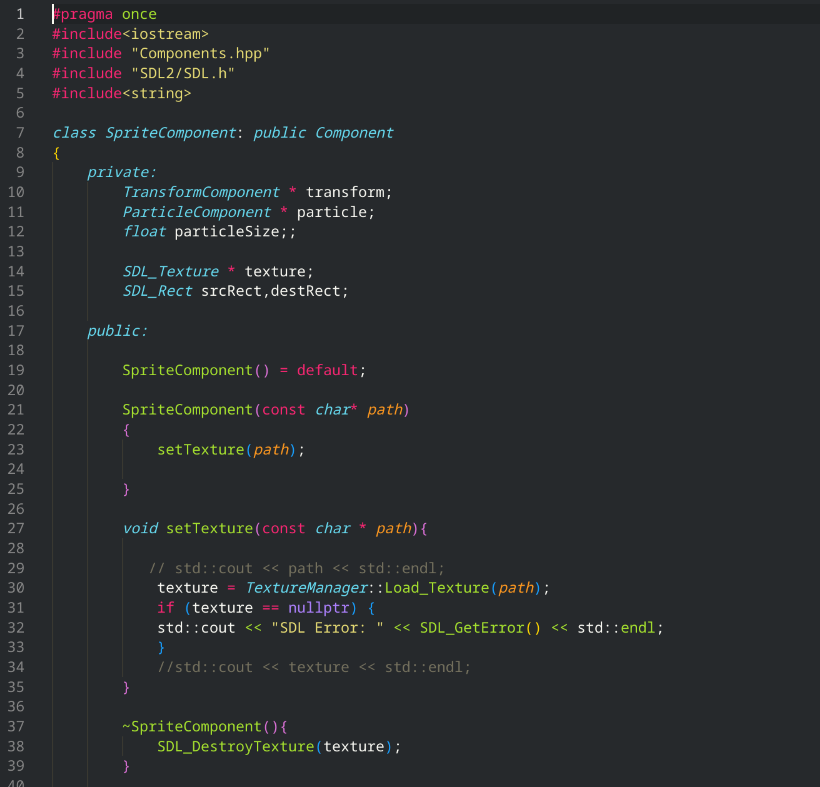 1 #pragma once
2 #include<iostream>
3 #include "Components.hpp"
4 #include "SDL2/SDL.h"
5 #include<string>
6
7 class SpriteComponent: public Component
8 {
9     private:
10         TransformComponent * transform;
11         ParticleComponent * particle;
12         float particleSize;;
13
14         SDL_Texture * texture;
15         SDL_Rect srcRect,destRect;
16
17     public:
18
19         SpriteComponent() = default;
20
21         SpriteComponent(const char* path)
22         {
23             setTexture(path);
24
25         }
26
27         void setTexture(const char * path){
28
29            // std::cout << path << std::endl;
30             texture = TextureManager::Load_Texture(path);
31             if (texture == nullptr) {
32             std::cout << "SDL Error: " << SDL_GetError() << std::endl;
33             }
34             //std::cout << texture << std::endl;
35         }
36
37         ~SpriteComponent(){
38             SDL_DestroyTexture(texture);
39         }
40